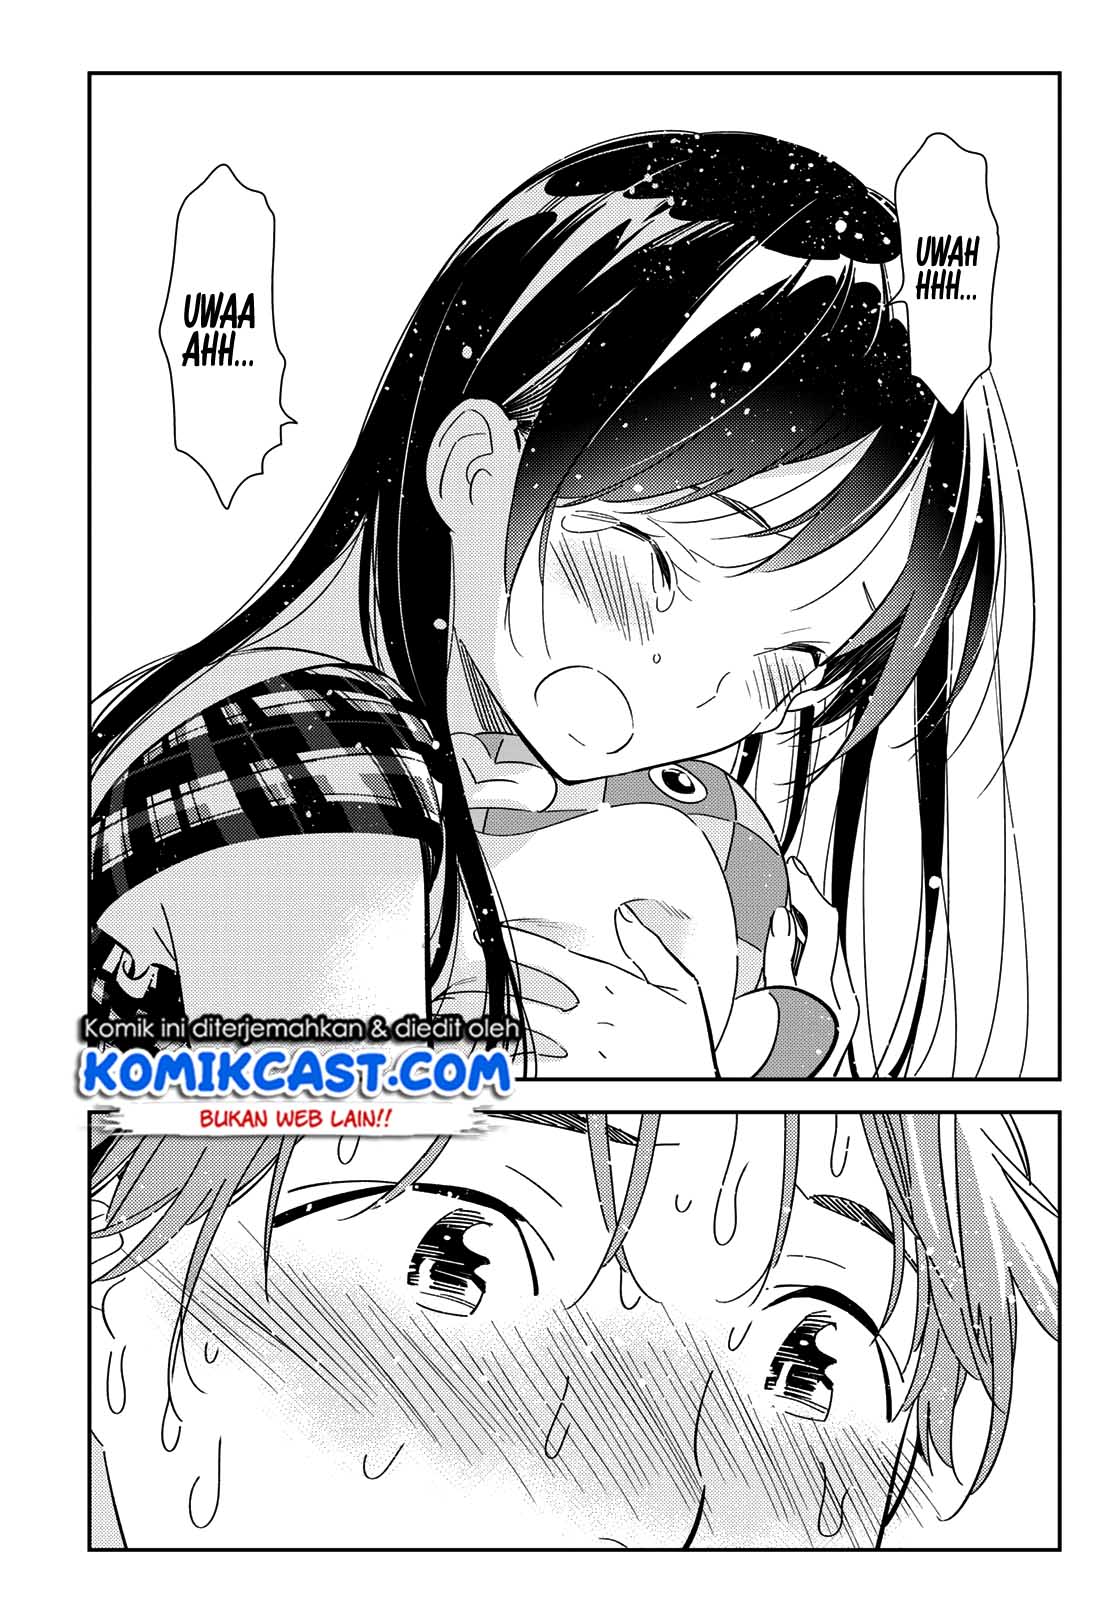 UWAH
HHH...
UWAA
AHH...
Komik ini diterjemahkan & diedit oleh
KOMIKCAST.COM
BUKAN WEB LAIN!!